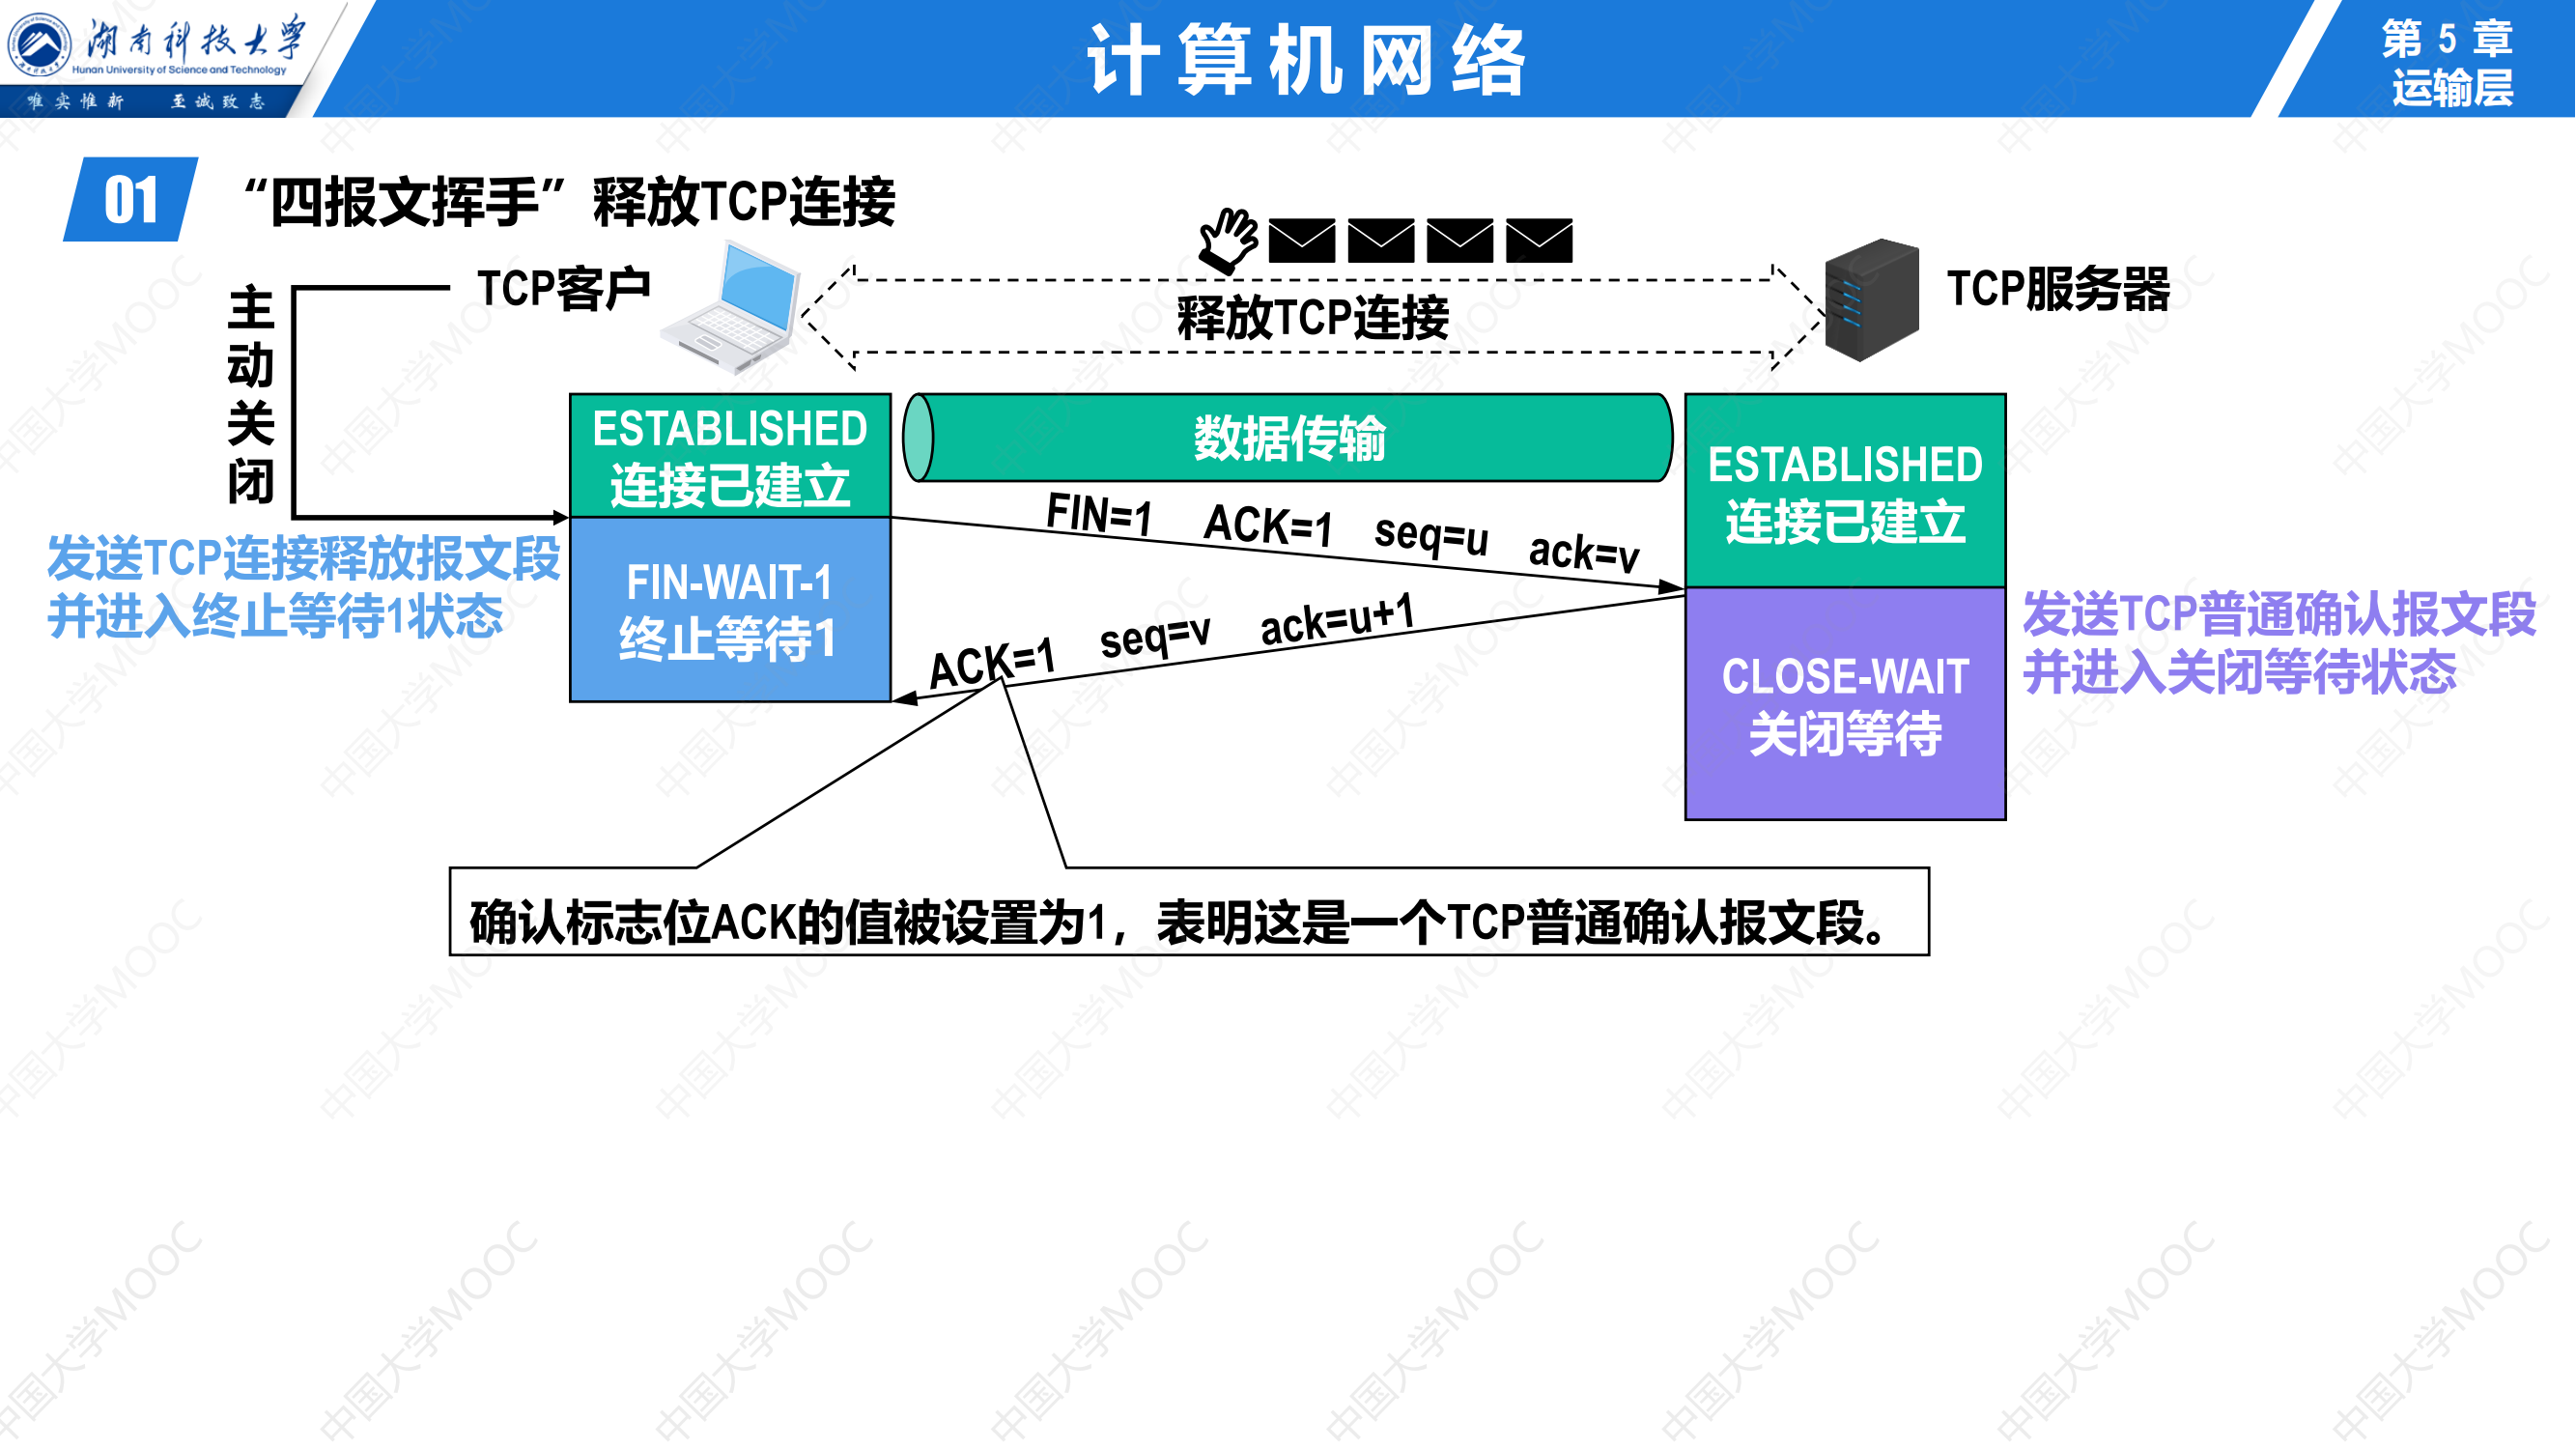 湖南科技大学
Hunan University of Science and Technology
唯实惟新 至诚致志
计算机网络
第 5 章
运输层
01
“四报文挥手”释放TCP连接
TCP客户
释放TCP连接
TCP服务器
主动关闭
ESTABLISHED
连接已建立
数据传输
ESTABLISHED
连接已建立
FIN=1 ACK=1 seq=u ack=v
发送TCP连接释放报文段
并进入终止等待1状态
FIN-WAIT-1
终止等待1
ACK=1 seq=v ack=u+1
CLOSE-WAIT
关闭等待
发送TCP普通确认报文段
并进入关闭等待状态
确认标志位ACK的值被设置为1，表明这是一个TCP普通确认报文段。
中国大学MOOC